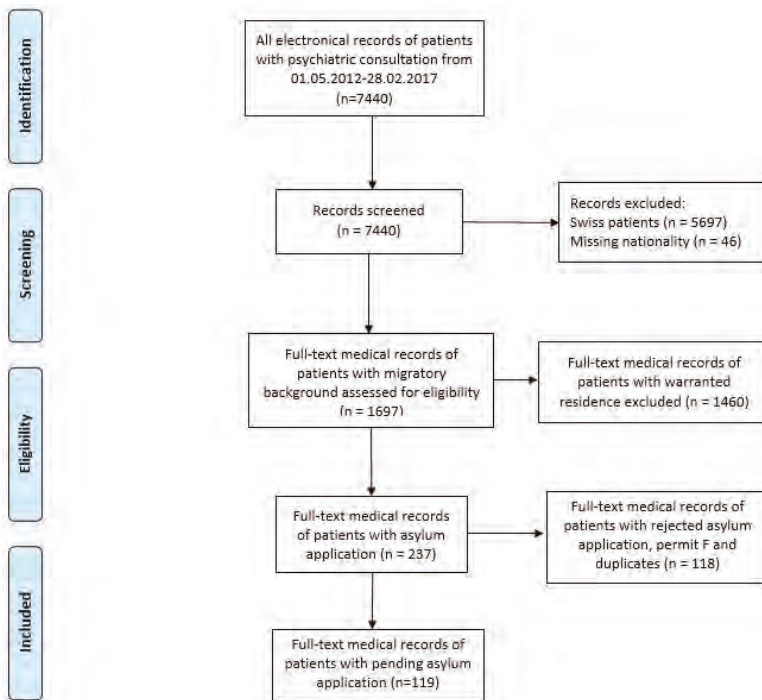 Identification
All electronical records of patients
with psychiatric consultation from
01.05.2012-28.02.2017
(n=7440)
Screening
Records screened
(n = 7440)
Records excluded:
Swiss patients (n = 5697)
Missing nationality (n = 46)
Full-text medical records of
patients with migratory
background assessed for eligibility
(n = 1697)
Full-text medical records of
patients with warranted
residence excluded (n = 1460)
Eligibility
Full-text medical records
of patients with asylum
application (n = 237)
Full-text medical records of
patients with rejected asylum
application, permit F and
duplicates (n = 118)
Included
Full-text medical records of
patients with pending asylum
application (n=119)